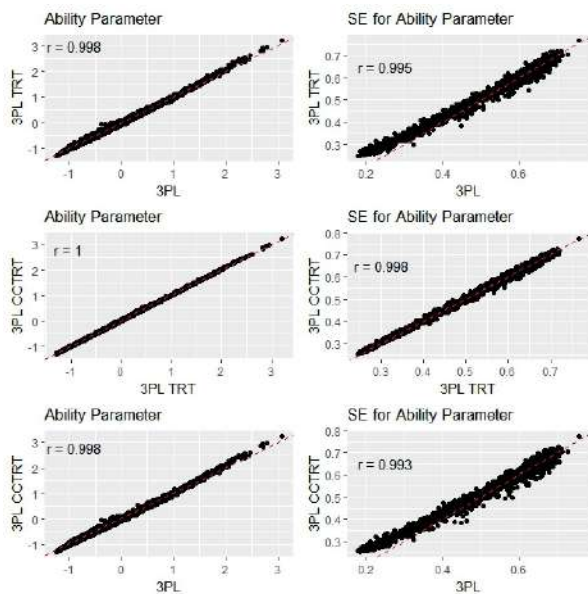 Ability Parameter
r = 0.998
3PL TRT
3
2
1
0
-1
-1
0
1
2
3
3PL
SE for Ability Parameter
r = 0.995
3PL TRT
0.7
0.6
0.5
0.4
0.3
0.2
0.4
0.6
3PL
Ability Parameter
r = 1
3PL CCTRT
3
2
1
0
-1
-1
0
1
2
3
3PL TRT
SE for Ability Parameter
r = 0.998
3PL CCTRT
0.8
0.7
0.6
0.5
0.4
0.3
0.3
0.4
0.5
0.6
0.7
3PL TRT
Ability Parameter
r = 0.998
3PL CCTRT
3
2
1
0
-1
-1
0
1
2
3
3PL
SE for Ability Parameter
r = 0.993
3PL CCTRT
0.8
0.7
0.6
0.5
0.4
0.3
0.2
0.4
0.6
3PL